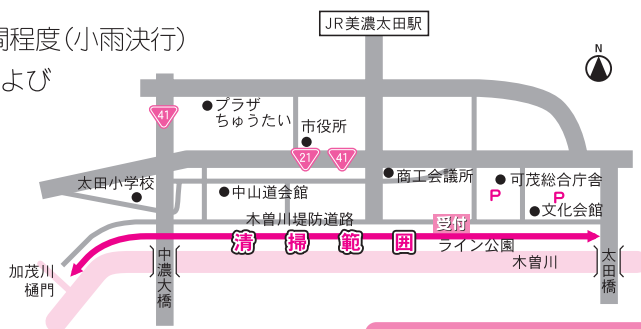 JR美濃太田駅
間程度(小雨決行)
よび
N
41
プラザ
ちゅうたい
市役所
21
41
太田小学校
中山道会館
商工会議所
可茂総合庁舎
P
P
文化会館
木曽川堤防道路
受付
清掃範囲
ライン公園
木曽川
加茂川
樋門
中濃大橋
太田橋